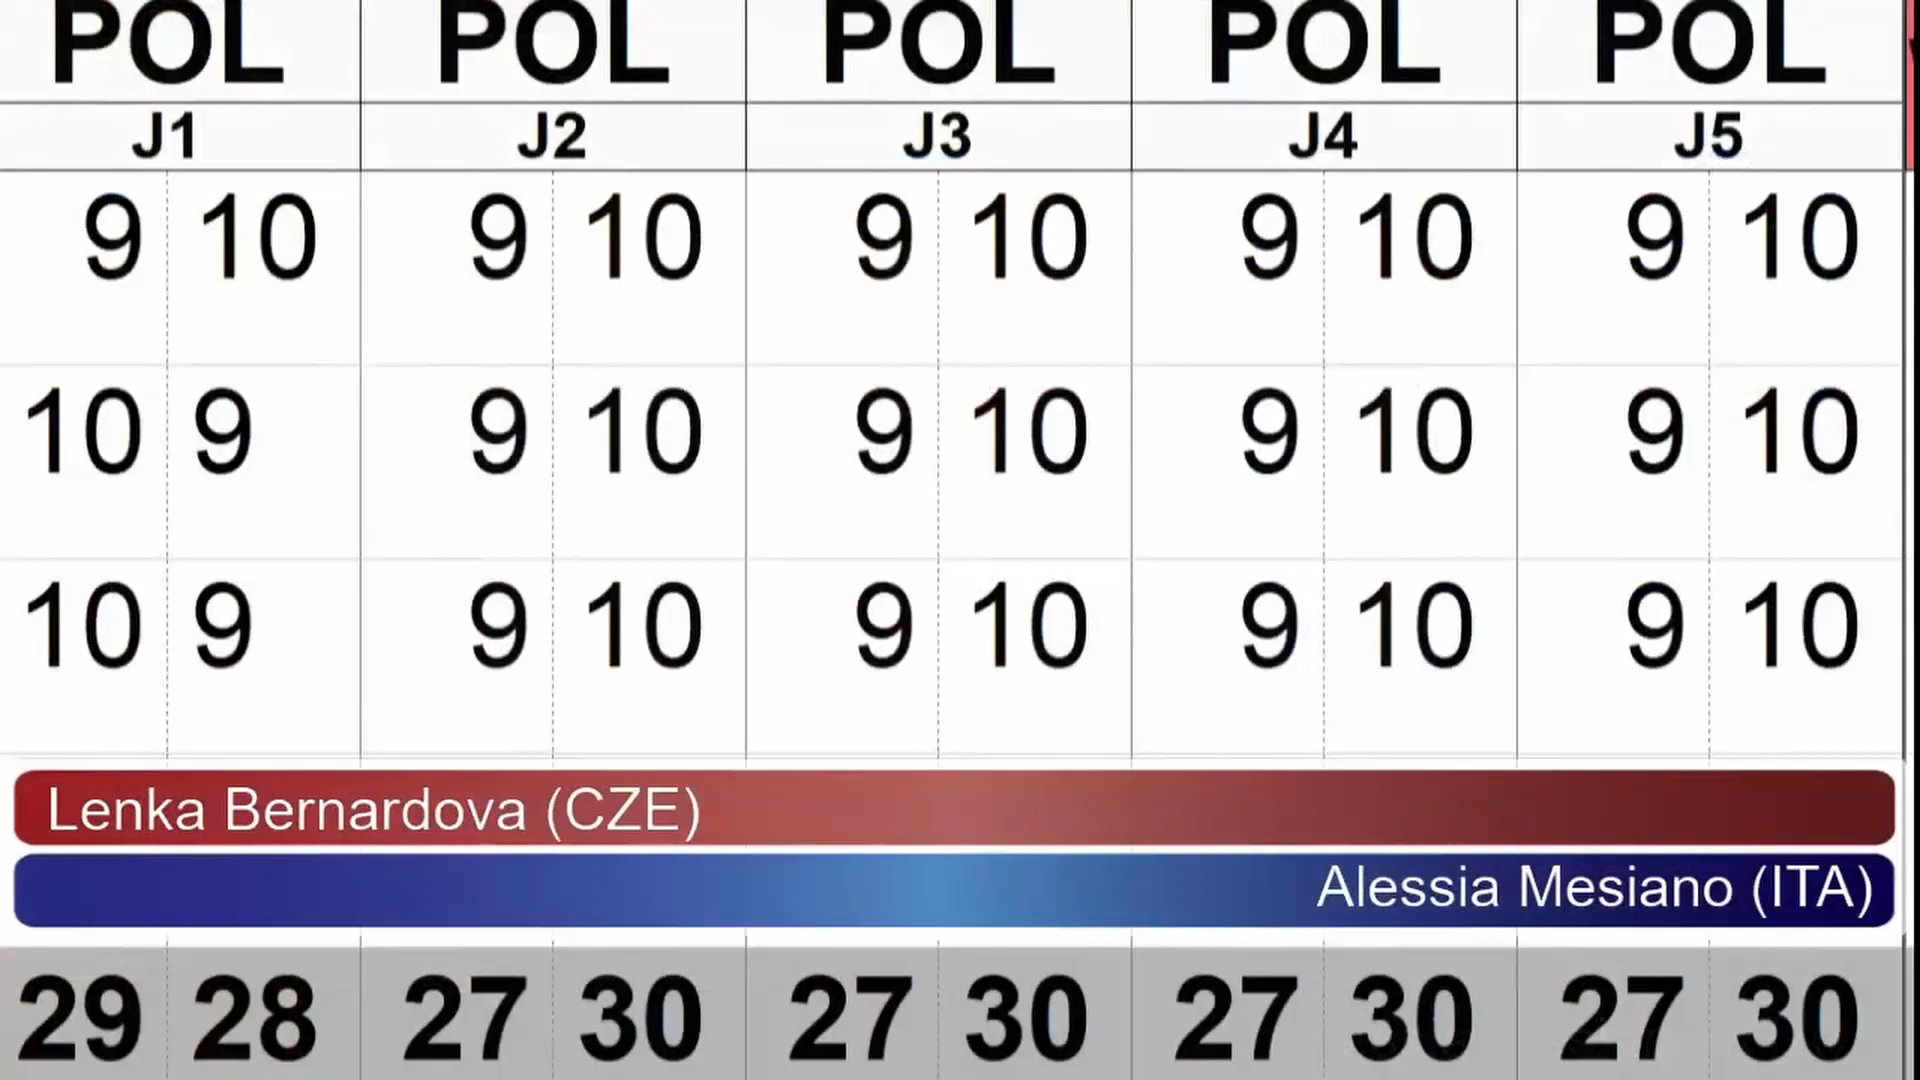 POL POL POL POL POL
J1 J2 J3 J4 J5
9 10 9 10 9 10 9 10 9 10
10 9 9 10 9 10 9 10 9 10
10 9 9 10 9 10 9 10 9 10
Lenka Bernardova (CZE)
Alessia Mesiano (ITA)
29 28 27 30 27 30 27 30 27 30